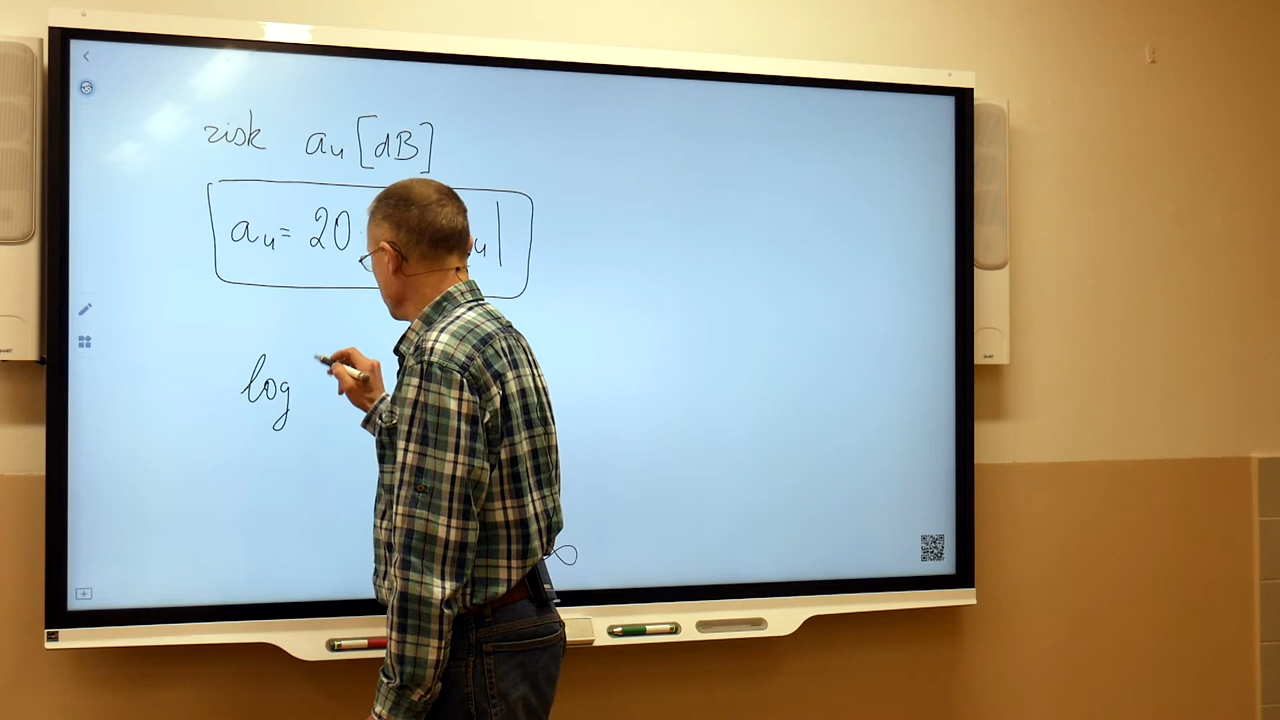 zisk au [dB]
au = 20 · u|
log
∞